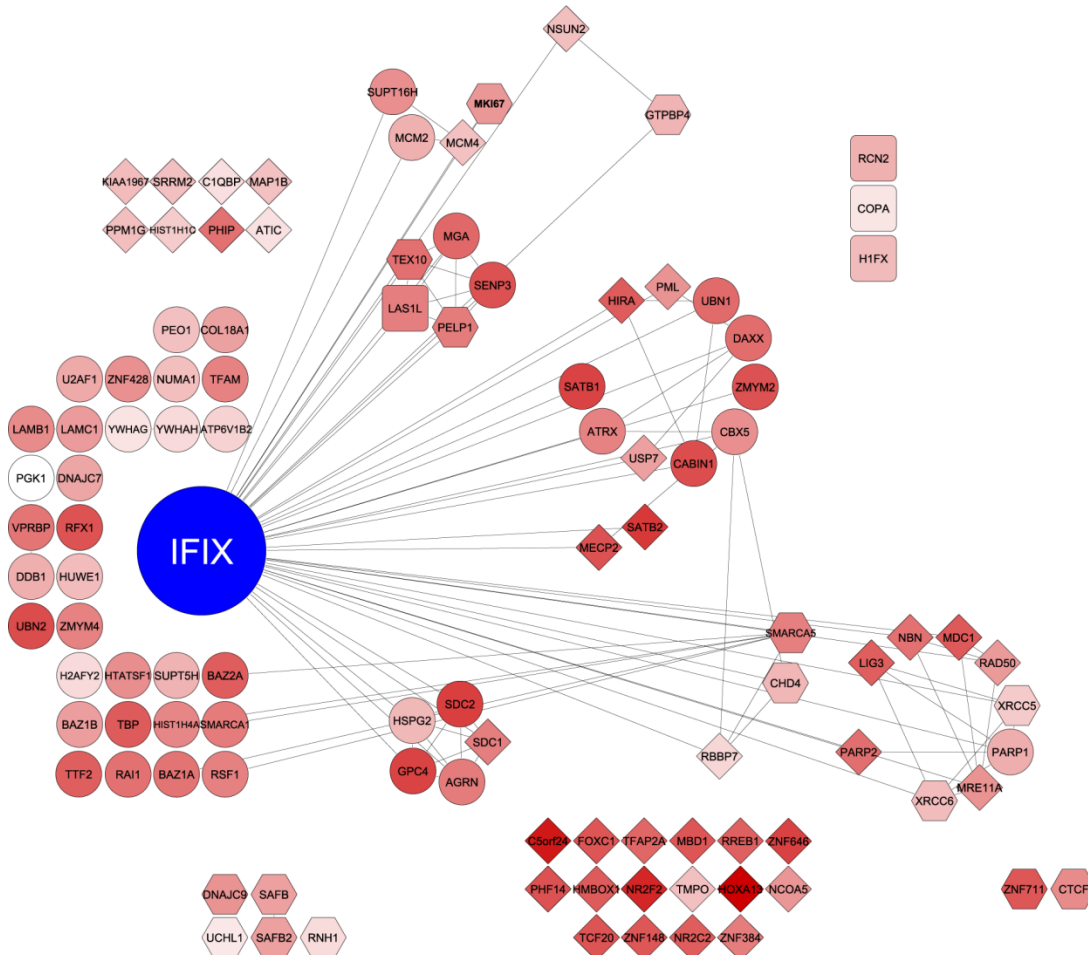 NSUN2
SUPT16H
MKI67
GTPBP4
MCM2
MCM4
RCN2
KIAA1967 SRRM2 C1QBP MAP1B
COPA
PPM1G HIST1H1C PHIP ATIC
MGA
TEX10
H1FX
SENP3
PML
HIRA
UBN1
LAS1L
PELP1
PEO1 COL18A1
DAXX
U2AF1 ZNF428 NUMA1 TFAM
SATB1
ZMYM2
LAMB1 LAMC1 YWHAG YWHAH ATP6V1B2
ATRX
CBX5
USP7
CABIN1
PGK1 DNAJC7
VPRBP RFX1
SATB2
MECP2
IFIX
DDB1 HUWE1
UBN2 ZMYM4
SMARCA5
NBN
MDC1
LIG3
RAD50
H2AFY2 HTATSF1 SUPT5H BAZ2A
CHD4
SDC2
XRCC5
HSPG2
BAZ1B TBP HIST1H4A SMARCA1
SDC1
RBBP7
PARP2
PARP1
TTF2 RAI1 BAZ1A RSF1
GPC4
AGRN
MRE11A
XRCC6
C5orf24 FOXC1 TFAP2A MBD1 RREB1 ZNF646
DNAJC9 SAFB
PHF14 HMBOX1 NR2F2 TMPO HOXA13 NCOA5
ZNF711 CTCF
UCHL1 SAFB2 RNH1
TCF20 ZNF148 NR2C2 ZNF384